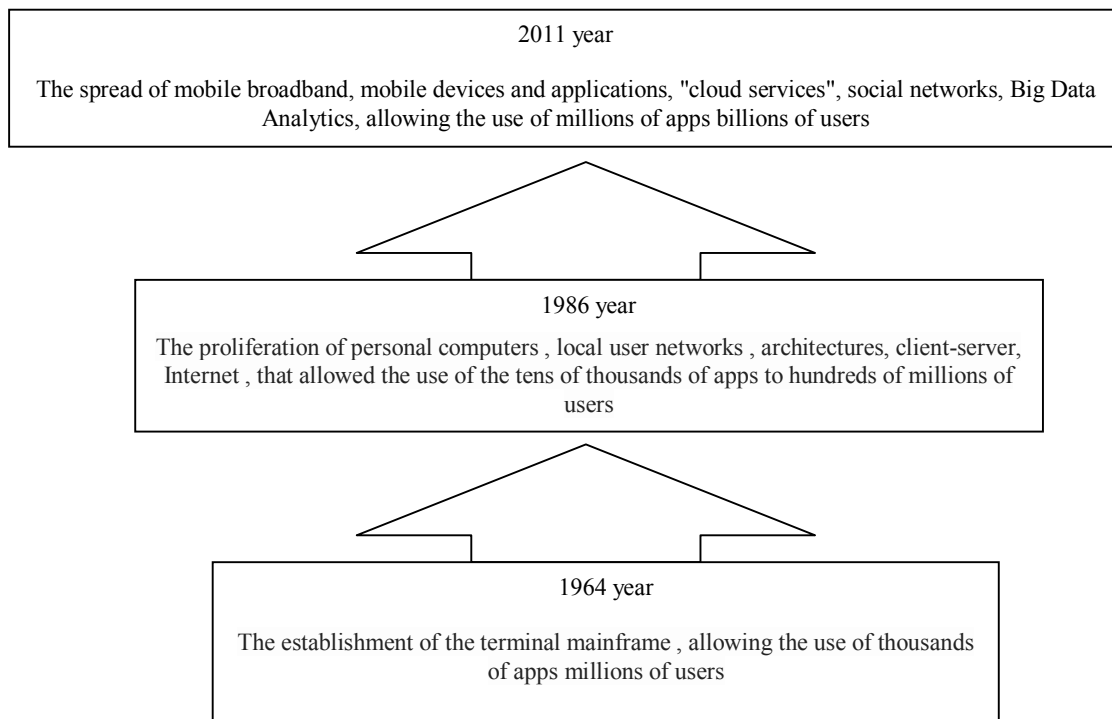 2011 year
The spread of mobile broadband, mobile devices and applications, "cloud services", social networks, Big Data
Analytics, allowing the use of millions of apps billions of users
1986 year
The proliferation of personal computers , local user networks , architectures, client-server,
Internet , that allowed the use of the tens of thousands of apps to hundreds of millions of
users
1964 year
The establishment of the terminal mainframe , allowing the use of thousands
of apps millions of users